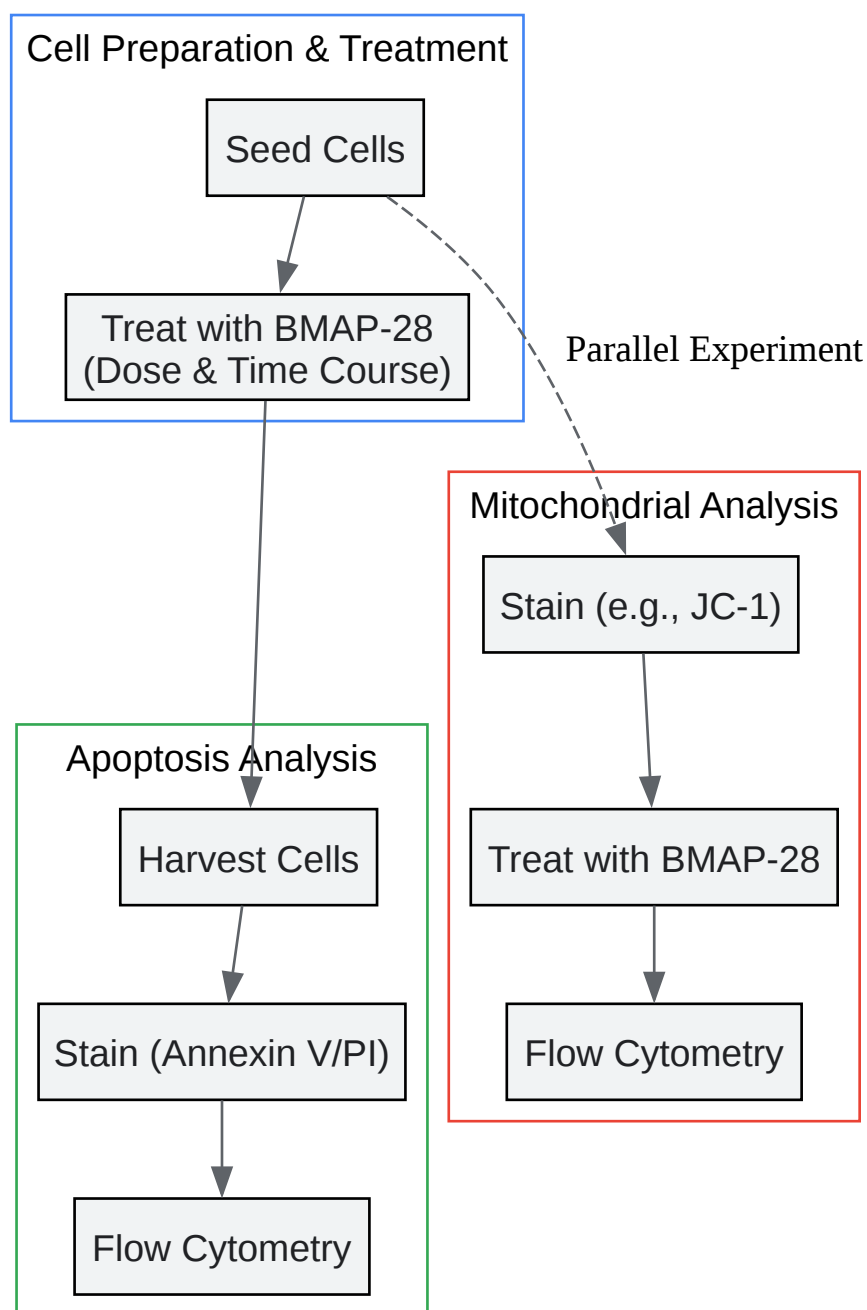 Cell Preparation & Treatment
Seed Cells
Treat with BMAP-28
(Dose & Time Course)
Parallel Experiment
Mitochondrial Analysis
Stain (e.g., JC-1)
Treat with BMAP-28
Flow Cytometry
Apoptosis Analysis
Harvest Cells
Stain (Annexin V/PI)
Flow Cytometry